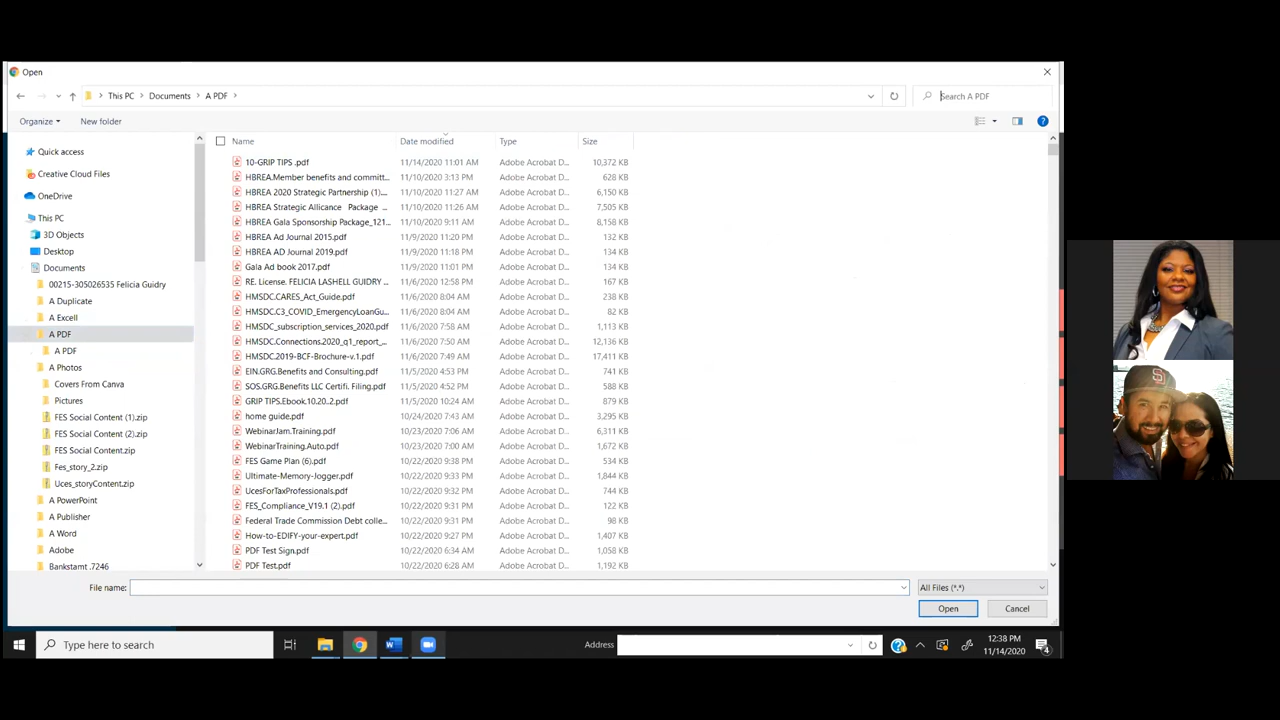 Open
This PC > Documents > A PDF >
Search A PDF
Organize
New folder
Name Date modified Type Size
Quick access
Creative Cloud Files
OneDrive
This PC
3D Objects
Desktop
Documents
00215-305026535 Felicia Guidry
A Duplicate
A Excell
A PDF
A PDF
A Photos
Covers From Canva
Pictures
FES Social Content (1).zip
FES Social Content (2).zip
FES Social Content.zip
Fes_story_2.zip
Uces_storyContent.zip
A PowerPoint
A Publisher
A Word
Adobe
Bankstamt .7246
10-GRIP TIPS .pdf 11/14/2020 11:01 AM Adobe Acrobat D... 10,372 KB
HBREA.Member benefits and committ... 11/10/2020 3:13 PM Adobe Acrobat D... 628 KB
HBREA 2020 Strategic Partnership (1).... 11/10/2020 11:27 AM Adobe Acrobat D... 6,150 KB
HBREA Strategic Allicance Package ... 11/10/2020 11:26 AM Adobe Acrobat D... 7,505 KB
HBREA Gala Sponsorship Package_121... 11/10/2020 9:11 AM Adobe Acrobat D... 8,158 KB
HBREA Ad Journal 2015.pdf 11/9/2020 11:20 PM Adobe Acrobat D... 132 KB
HBREA AD Journal 2019.pdf 11/9/2020 11:18 PM Adobe Acrobat D... 134 KB
Gala Ad book 2017.pdf 11/9/2020 11:01 PM Adobe Acrobat D... 134 KB
RE. License. FELICIA LASHELL GUIDRY ... 11/6/2020 12:58 PM Adobe Acrobat D... 167 KB
HMSDC.CARES_Act_Guide.pdf 11/6/2020 8:04 AM Adobe Acrobat D... 238 KB
HMSDC.C3_COVID_EmergencyLoanGu... 11/6/2020 8:04 AM Adobe Acrobat D... 82 KB
HMSDC_subscription_services_2020.pdf 11/6/2020 7:58 AM Adobe Acrobat D... 1,113 KB
HMSDC.Connections.2020_q1_report_... 11/6/2020 7:50 AM Adobe Acrobat D... 12,136 KB
HMSDC.2019-BCF-Brochure-v.1.pdf 11/6/2020 7:49 AM Adobe Acrobat D... 17,411 KB
EIN.GRG.Benefits and Consulting.pdf 11/5/2020 4:53 PM Adobe Acrobat D... 741 KB
SOS.GRG.Benefits LLC Certifi. Filing.pdf 11/5/2020 4:52 PM Adobe Acrobat D... 588 KB
GRIP TIPS.Ebook.10.20..2.pdf 11/5/2020 10:24 AM Adobe Acrobat D... 879 KB
home guide.pdf 10/24/2020 7:43 AM Adobe Acrobat D... 3,295 KB
WebinarJam.Training.pdf 10/23/2020 7:06 AM Adobe Acrobat D... 6,311 KB
WebinarTraining.Auto.pdf 10/23/2020 7:00 AM Adobe Acrobat D... 1,672 KB
FES Game Plan (6).pdf 10/22/2020 9:38 PM Adobe Acrobat D... 534 KB
Ultimate-Memory-Jogger.pdf 10/22/2020 9:33 PM Adobe Acrobat D... 1,844 KB
UcesForTaxProfessionals.pdf 10/22/2020 9:32 PM Adobe Acrobat D... 744 KB
FES_Compliance_V19.1 (2).pdf 10/22/2020 9:31 PM Adobe Acrobat D... 122 KB
Federal Trade Commission Debt colle... 10/22/2020 9:31 PM Adobe Acrobat D... 98 KB
How-to-EDIFY-your-expert.pdf 10/22/2020 9:27 PM Adobe Acrobat D... 1,407 KB
PDF Test Sign.pdf 10/22/2020 6:34 AM Adobe Acrobat D... 1,058 KB
PDF Test.pdf 10/22/2020 6:28 AM Adobe Acrobat D... 1,192 KB
File name:
All Files (*.*)
Open
Cancel
Type here to search
Address
12:38 PM
11/14/2020
4